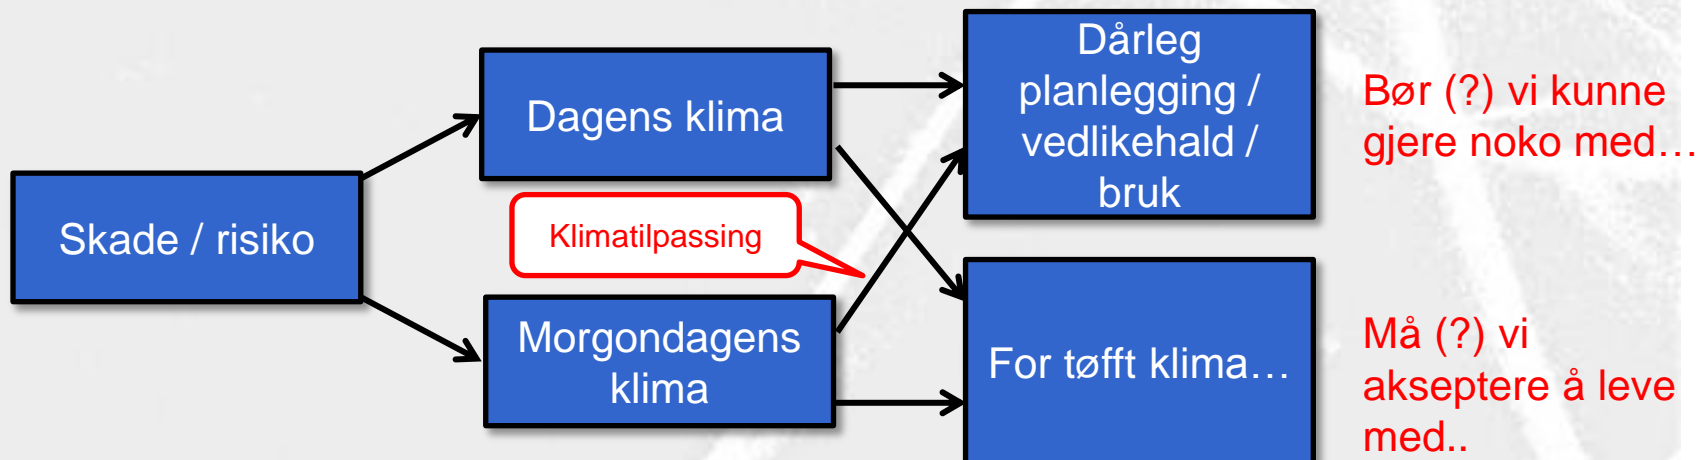 Skade / risiko
Dagens klima
Klimatilpassing
Morgondagens
klima
Dårleg
planlegging /
vedlikehald /
bruk
For tøfft klima…
Bør (?) vi kunne
gjere noko med…
Må (?) vi
akseptere å leve
med..